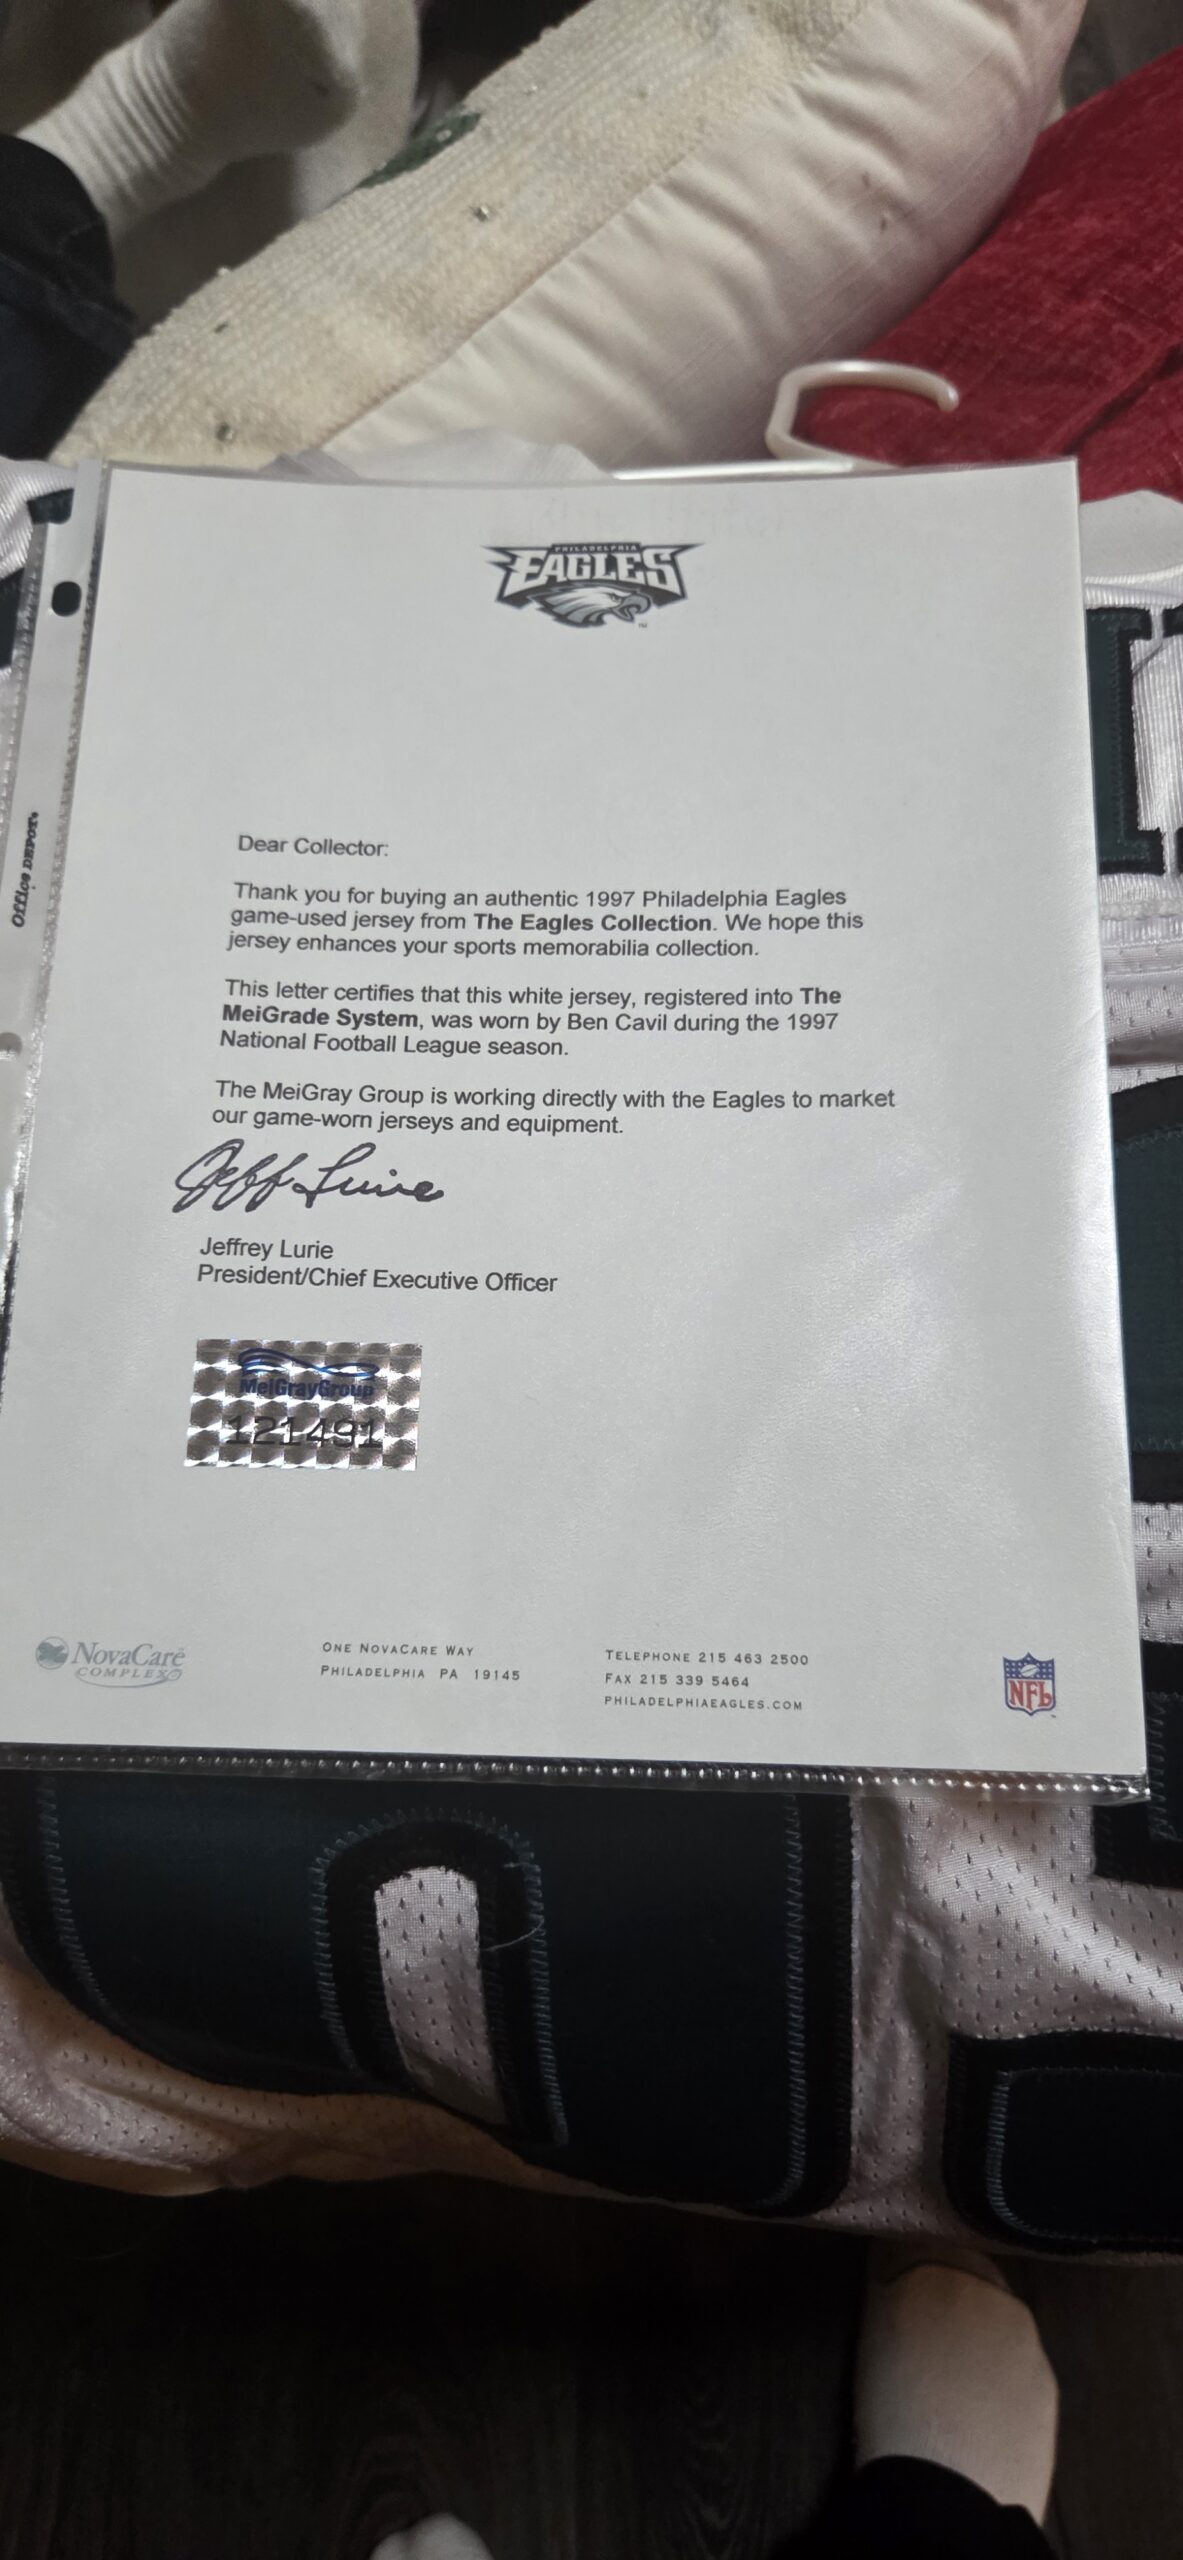 PHILADELPHIA
EAGLES
TM
Office DEPOT.
Dear Collector:
Thank you for buying an authentic 1997 Philadelphia Eagles
game-used jersey from The Eagles Collection. We hope this
jersey enhances your sports memorabilia collection.
This letter certifies that this white jersey, registered into The
MeiGrade System, was worn by Ben Cavil during the 1997
National Football League season.
The MeiGray Group is working directly with the Eagles to market
our game-worn jerseys and equipment.
Jeff Lurie
Jeffrey Lurie
President/Chief Executive Officer
MeiGrayGroup
121491
NovaCare
COMPLEX
ONE NOVACARE WAY
PHILADELPHIA PA 19145
TELEPHONE 215 463 2500
FAX 215 339 5464
PHILADELPHIAEAGLES.COM
NFL